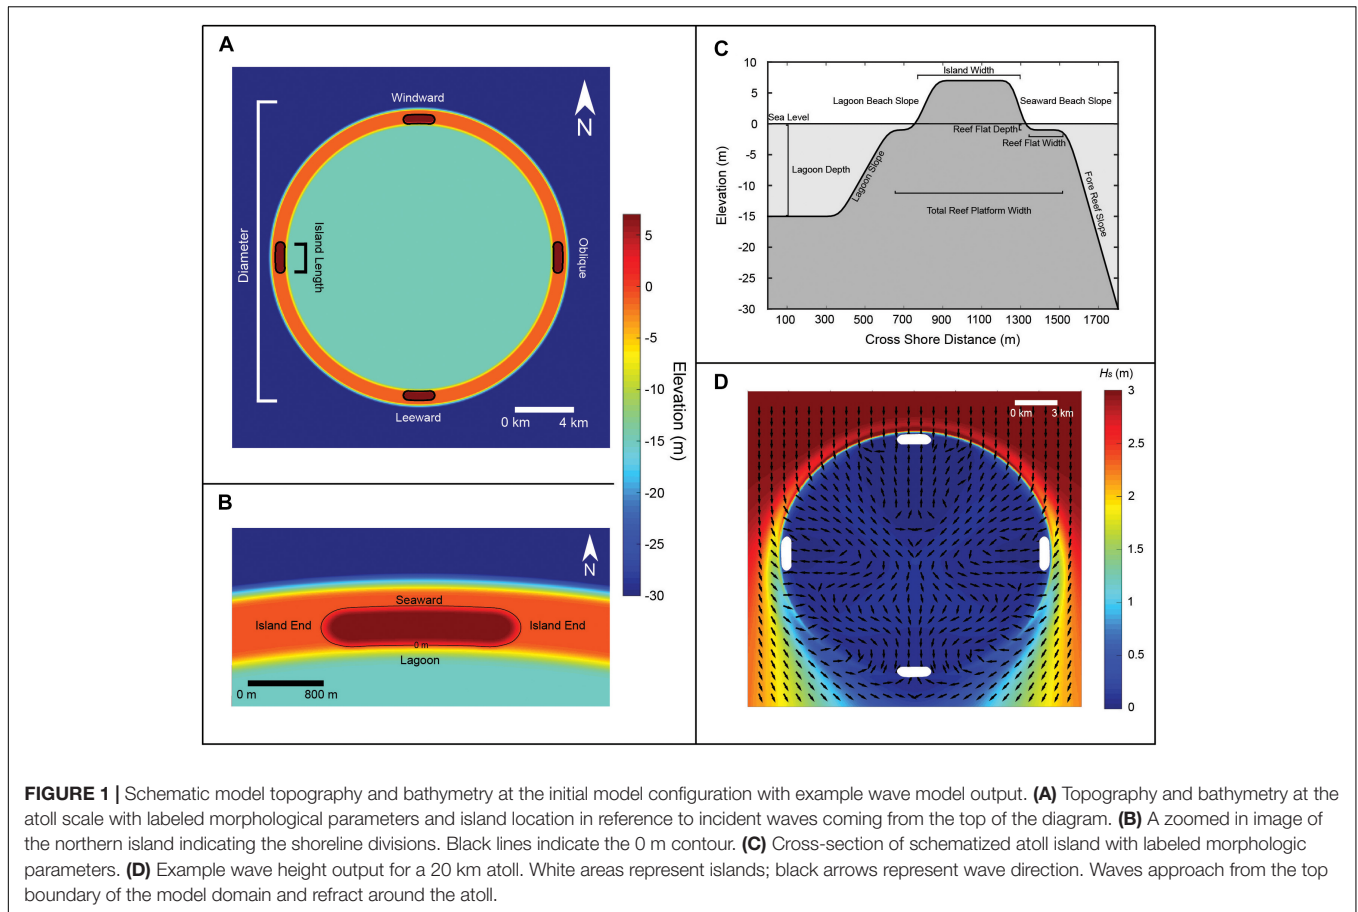 A
Windward
N
Diameter
Island Length
Oblique
Leeward
0 km 4 km
5
0
-5
-10
-15
-20
-25
-30
Elevation (m)
B
N
Seaward
Island End
Island End
0 m
Lagoon
0 m 800 m
C
10
5
0
-5
-10
-15
-20
-25
-30
Elevation (m)
Island Width
Lagoon Beach Slope
Seaward Beach Slope
Sea Level
Reef Flat Depth
Reef Flat Width
Lagoon Depth
Lagoon Slope
Fore Reef Slope
Total Reef Platform Width
100 300 500 700 900 1100 1300 1500 1700
Cross Shore Distance (m)
D
Hs (m)
0 km 3 km
3
2.5
2
1.5
1
0.5
0
FIGURE 1 | Schematic model topography and bathymetry at the initial model configuration with example wave model output. (A) Topography and bathymetry at the
atoll scale with labeled morphological parameters and island location in reference to incident waves coming from the top of the diagram. (B) A zoomed in image of
the northern island indicating the shoreline divisions. Black lines indicate the 0 m contour. (C) Cross-section of schematized atoll island with labeled morphologic
parameters. (D) Example wave height output for a 20 km atoll. White areas represent islands; black arrows represent wave direction. Waves approach from the top
boundary of the model domain and refract around the atoll.